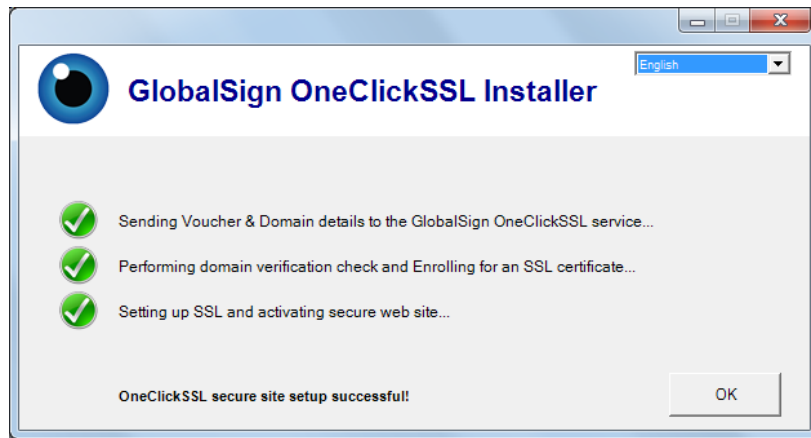 English
GlobalSign OneClickSSL Installer
Sending Voucher & Domain details to the GlobalSign OneClickSSL service...
Performing domain verification check and Enrolling for an SSL certificate...
Setting up SSL and activating secure web site...
OneClickSSL secure site setup successful!
OK